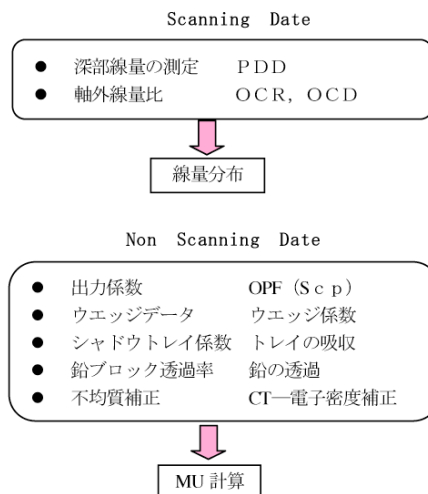 Scanning Date
● 深部線量の測定 ＰＤＤ
● 軸外線量比 ＯＣＲ，ＯＣＤ
線量分布
Non Scanning Date
● 出力係数 OPF（Ｓｃｐ）
● ウエッジデータ ウエッジ係数
● シャドウトレイ係数 トレイの吸収
● 鉛ブロック透過率 鉛の透過
● 不均質補正 CT―電子密度補正
MU 計算